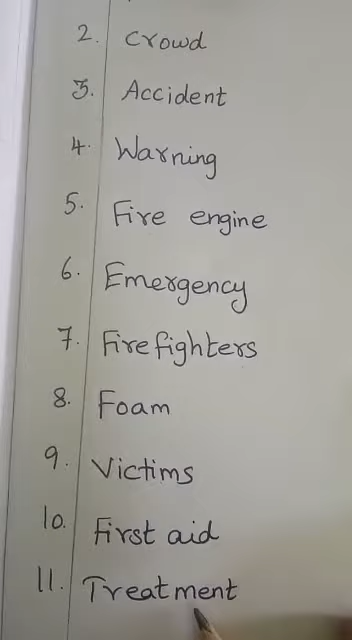 2. Crowd
3. Accident
4. Warning
5. Fire engine
6. Emergency
7. Firefighters
8. Foam
9. Victims
10. First aid
11. Treatment